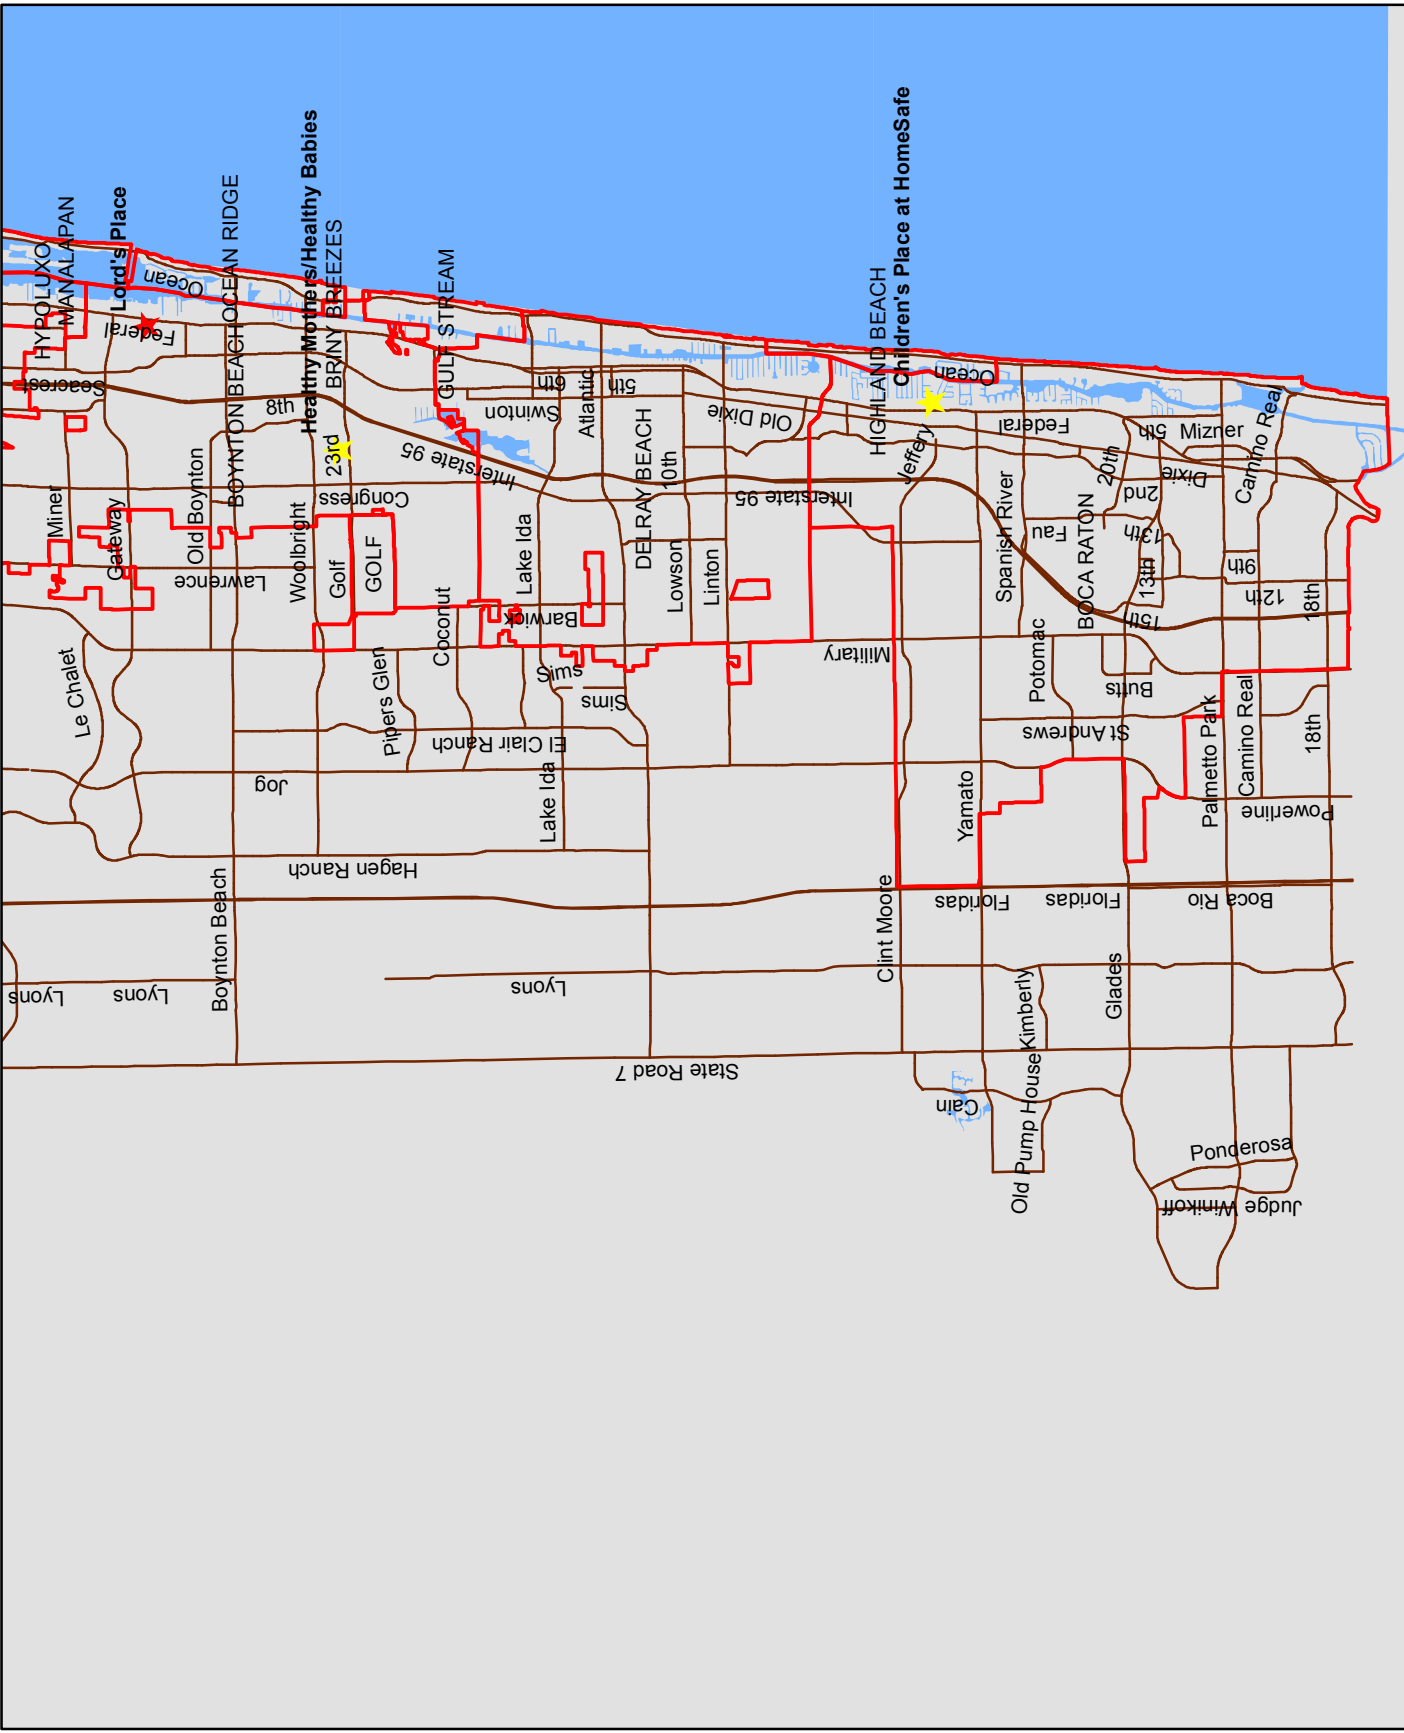 HYPOLUXO
MANALAPAN
Lord's Place
Ocean
Federal
Seacrest
BOYNTON BEACH
OCEAN RIDGE
Healthy Mothers/Healthy Babies
BRINY BREEZES
8th
23rd
Interstate 95
GULF STREAM
Swinton
6th
Atlantic
5th
DELRAY BEACH
10th
Old Dixie
Interstate 95
HIGHLAND BEACH
Children's Place at HomeSafe
Ocean
Jeffery
Federal
Spanish River
Fau
BOCA RATON
20th
5th
Mizner
2nd
Dixie
Camino Real
13th
13th
15th
9th
12th
18th
Miner
Gateway
Old Boynton
Lawrence
Woolbright
Congress
Golf
GOLF
Coconut
Lake Ida
Barwick
Lowson
Linton
Military
Potomac
Butts
St Andrews
Palmetto Park
Camino Real
18th
Powerline
Le Chalet
Pipers Glen
El Clair Ranch
Sims
Sims
Jog
Lake Ida
Hagen Ranch
Yamato
Clint Moore
Floridas
Floridas
Boca Rio
Boynton Beach
Lyons
Lyons
Lyons
Kimberly
Glades
State Road 7
Cain
Old Pump House
Ponderosa
Judge Winikoff